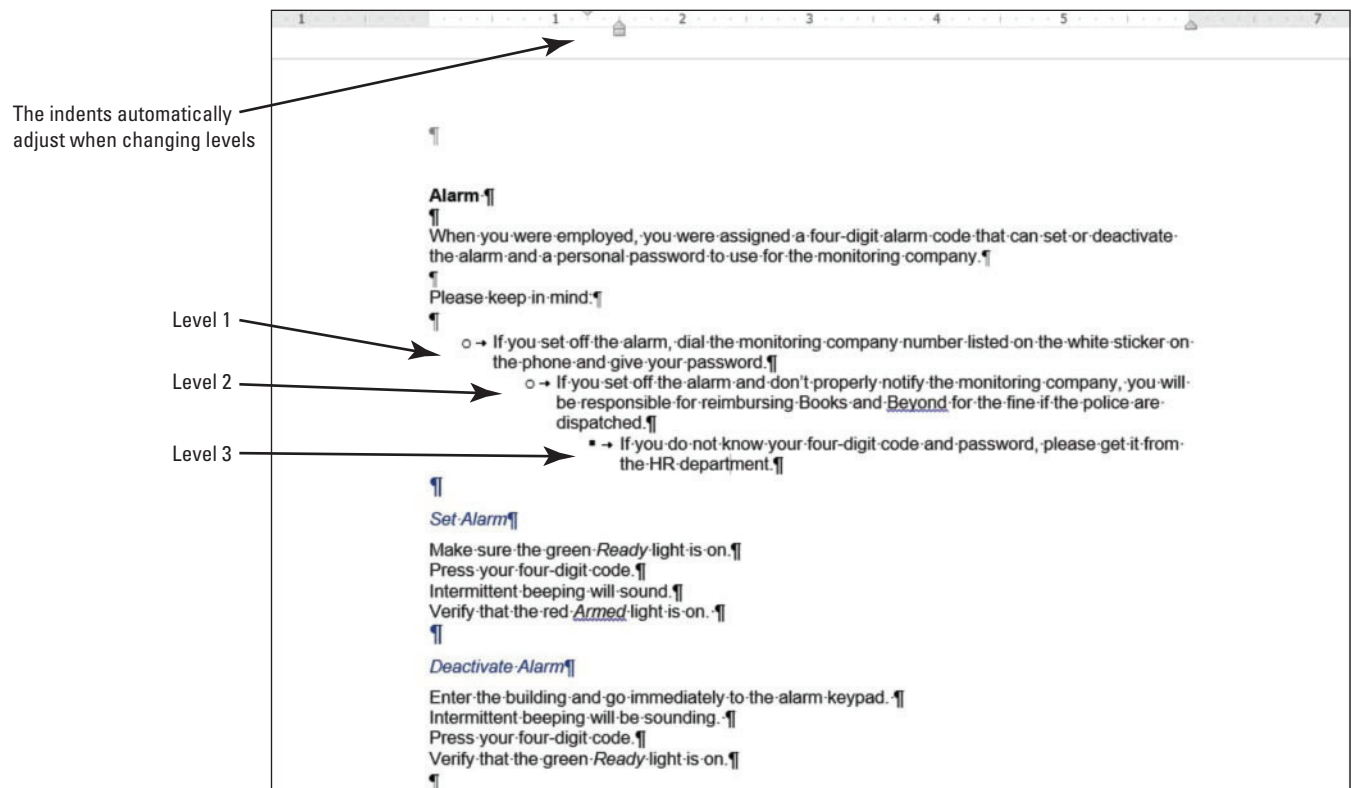 1 1 2 3 4 5 7
The indents automatically
adjust when changing levels
¶
Alarm·¶
¶
When·you·were·employed,·you·were·assigned·a·four-digit·alarm·code·that·can·set·or·deactivate·
the·alarm·and·a·personal·password·to·use·for·the·monitoring·company.¶
¶
Please·keep·in·mind:¶
¶
Level 1
○→If·you·set·off·the·alarm,·dial·the·monitoring·company·number·listed·on·the·white·sticker·on·
the·phone·and·give·your·password.¶
Level 2
○→If·you·set·off·the·alarm·and·don't·properly·notify·the·monitoring·company,·you·will·
be·responsible·for·reimbursing·Books·and·Beyond·for·the·fine·if·the·police·are·
dispatched.¶
Level 3
▪→If·you·do·not·know·your·four-digit·code·and·password,·please·get·it·from·
the·HR·department.¶
¶
Set·Alarm¶
Make·sure·the·green·Ready·light·is·on.¶
Press·your·four-digit·code.¶
Intermittent·beeping·will·sound.¶
Verify·that·the·red·Armed·light·is·on.·¶
¶
Deactivate·Alarm¶
Enter·the·building·and·go·immediately·to·the·alarm·keypad.·¶
Intermittent·beeping·will·be·sounding.·¶
Press·your·four-digit·code.¶
Verify·that·the·green·Ready·light·is·on.¶
¶